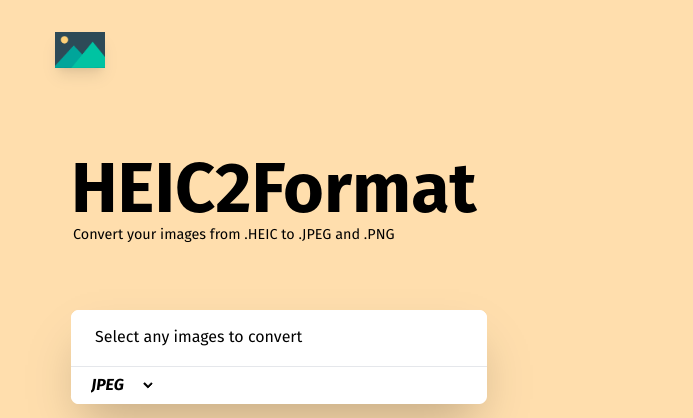 HEIC2Format
Convert your images from .HEIC to .JPEG and .PNG
Select any images to convert
JPEG